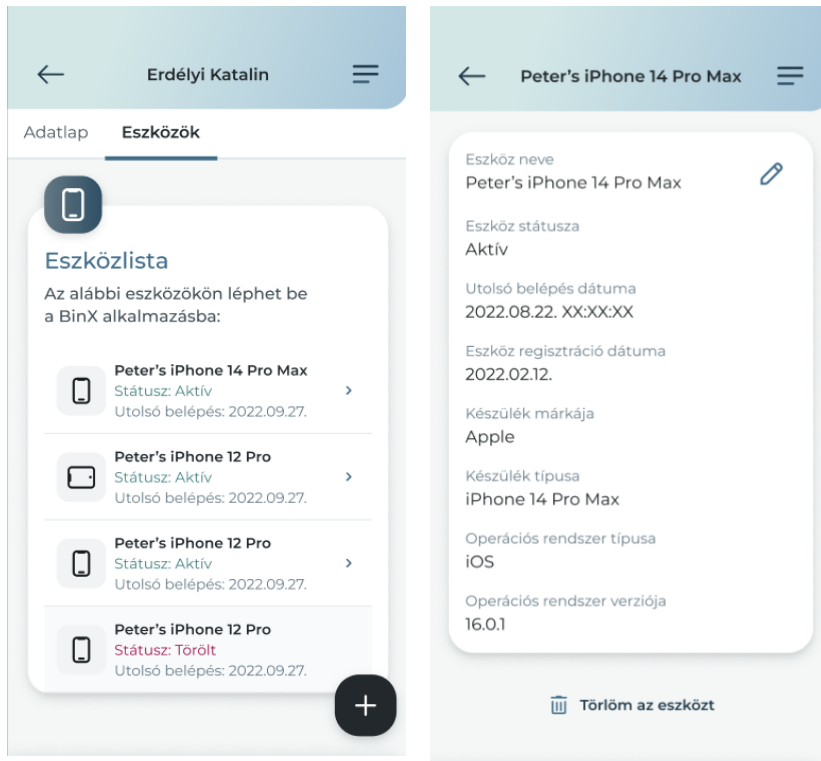 Erdélyi Katalin
Adatlap
Eszközök
Eszközlista
Az alábbi eszközökön léphet be
a BinX alkalmazásba:
Peter's iPhone 14 Pro Max
Státusz: Aktív
Utolsó belépés: 2022.09.27.
Peter's iPhone 12 Pro
Státusz: Aktív
Utolsó belépés: 2022.09.27.
Peter's iPhone 12 Pro
Státusz: Aktív
Utolsó belépés: 2022.09.27.
Peter's iPhone 12 Pro
Státusz: Törölt
Utolsó belépés: 2022.09.27.
Peter's iPhone 14 Pro Max
Eszköz neve
Peter's iPhone 14 Pro Max
Eszköz státusza
Aktív
Utolsó belépés dátuma
2022.08.22. XX:XX:XX
Eszköz regisztráció dátuma
2022.02.12.
Készülék márkája
Apple
Készülék típusa
iPhone 14 Pro Max
Operációs rendszer típusa
iOS
Operációs rendszer verziója
16.0.1
Törlöm az eszközt